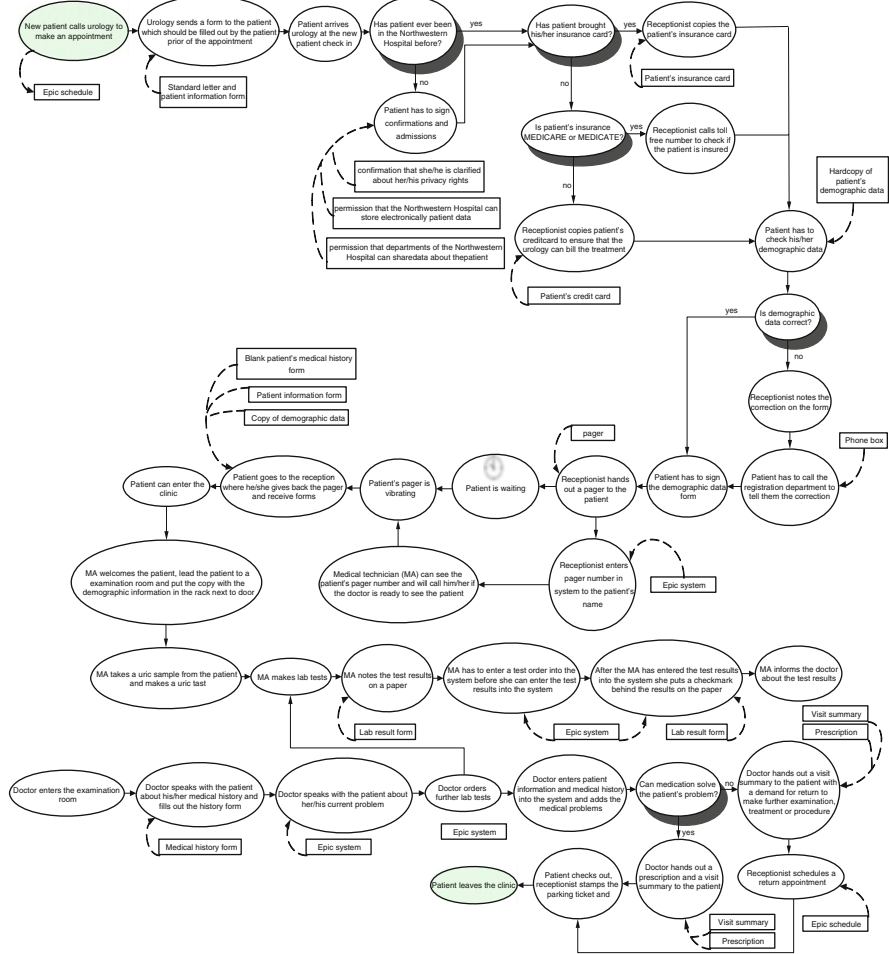 New patient calls urology to
make an appointment
Urology sends a form to the patient
which should be filled out by the patient
prior of the appointment
Patient arrives
urology at the new
patient check in
Has patient ever been
in the Northwestern
Hospital before?
yes
Has patient brought
his/her insurance card?
yes
Receptionist copies the
patient's insurance card
Epic schedule
Standard letter and
patient information form
no
no
Patient's insurance card
Patient has to sign
confirmations and
admissions
Is patient's insurance
MEDICARE or MEDICATE?
yes
Receptionist calls toll
free number to check if
the patient is insured
confirmation that she/he is clarified
about her/his privacy rights
no
Hardcopy of
patient's
demographic data
permission that the Northwestern Hospital can
store electronically patient data
permission that departments of the Northwestern
Hospital can sharedata about thepatient
Receptionist copies patient's
creditcard to ensure that the
urology can bill the treatment
Patient has to
check his/her
demographic data
Patient's credit card
yes
Is demographic
data correct?
no
Blank patient's medical history
form
Patient information form
Copy of demographic data
Receptionist notes the
correction on the form
pager
Phone box
Patient can enter the
clinic
Patient goes to the reception
where he/she gives back the pager
and receive forms
Patient's pager is
vibrating
Patient is waiting
Receptionist hands
out a pager to the
patient
Patient has to sign
the demographic data
form
Patient has to call the
registration department to
tell them the correction
MA welcomes the patient, lead the patient to a
examination room and put the copy with the
demographic information in the rack next to door
Medical technician (MA) can see the
patient's pager number and will call him/her if
the doctor is ready to see the patient
Receptionist enters
pager number in
system to the patient's
name
Epic system
MA takes a uric sample from the patient
and makes a uric tast
MA makes lab tests
MA notes the test results
on a paper
MA has to enter a test order into the
system before she can enter the test
results into the system
After the MA has entered the test results
into the system she puts a checkmark
behind the results on the paper
MA informs the doctor
about the test results
Lab result form
Epic system
Lab result form
Visit summary
Prescription
Doctor enters the examination
room
Doctor speaks with the patient
about his/her medical history and
fills out the history form
Doctor speaks with the patient about
her/his current problem
Doctor orders
further lab tests
Doctor enters patient
information and medical history
into the system and adds the
medical problems
Can medication solve
the patient's problem?
no
Doctor hands out a visit
summary to the patient with
a demand for return to
make further examination,
treatment or procedure
Medical history form
Epic system
Epic system
yes
Patient leaves the clinic
Patient checks out,
receptionist stamps the
parking ticket and
Doctor hands out a
prescription and a visit
summary to the patient
Receptionist schedules a
return appointment
Visit summary
Prescription
Epic schedule